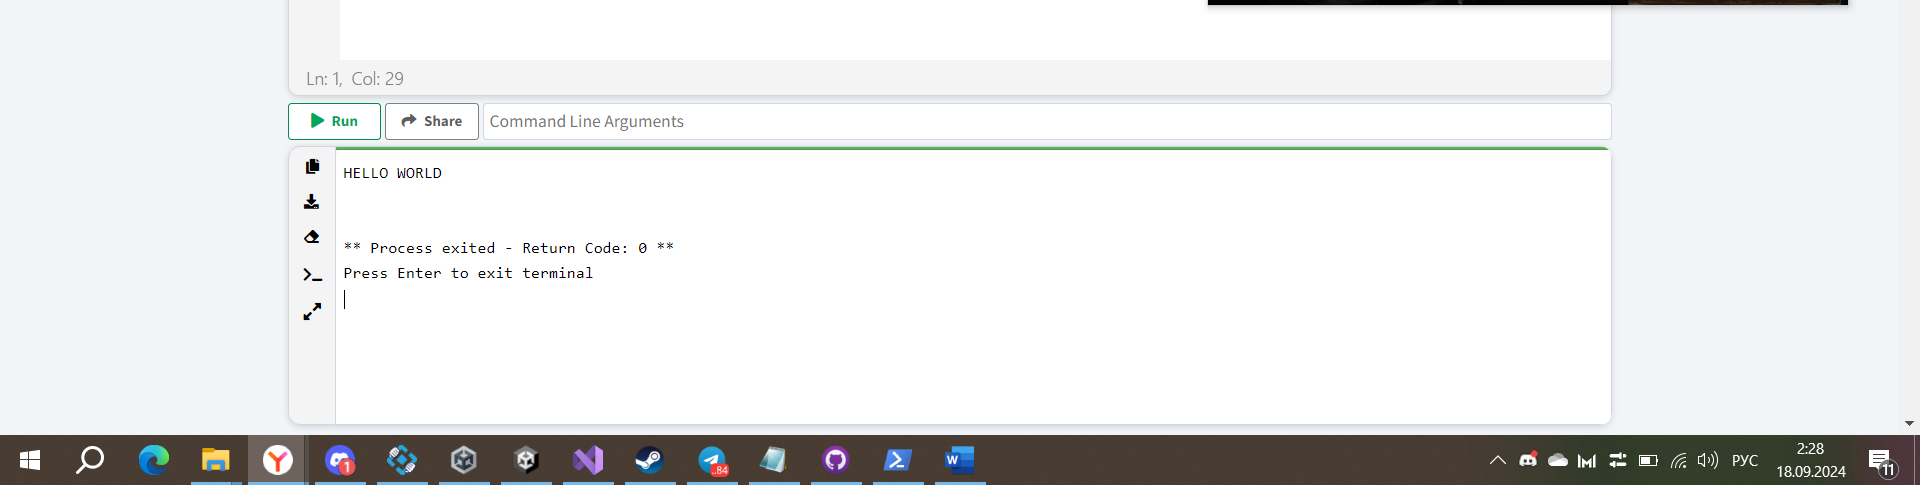 Ln: 1, Col: 29
Run
Share
Command Line Arguments
HELLO WORLD
** Process exited - Return Code: 0 **
Press Enter to exit terminal
1
..84
W
РУС
2:28
18.09.2024
11